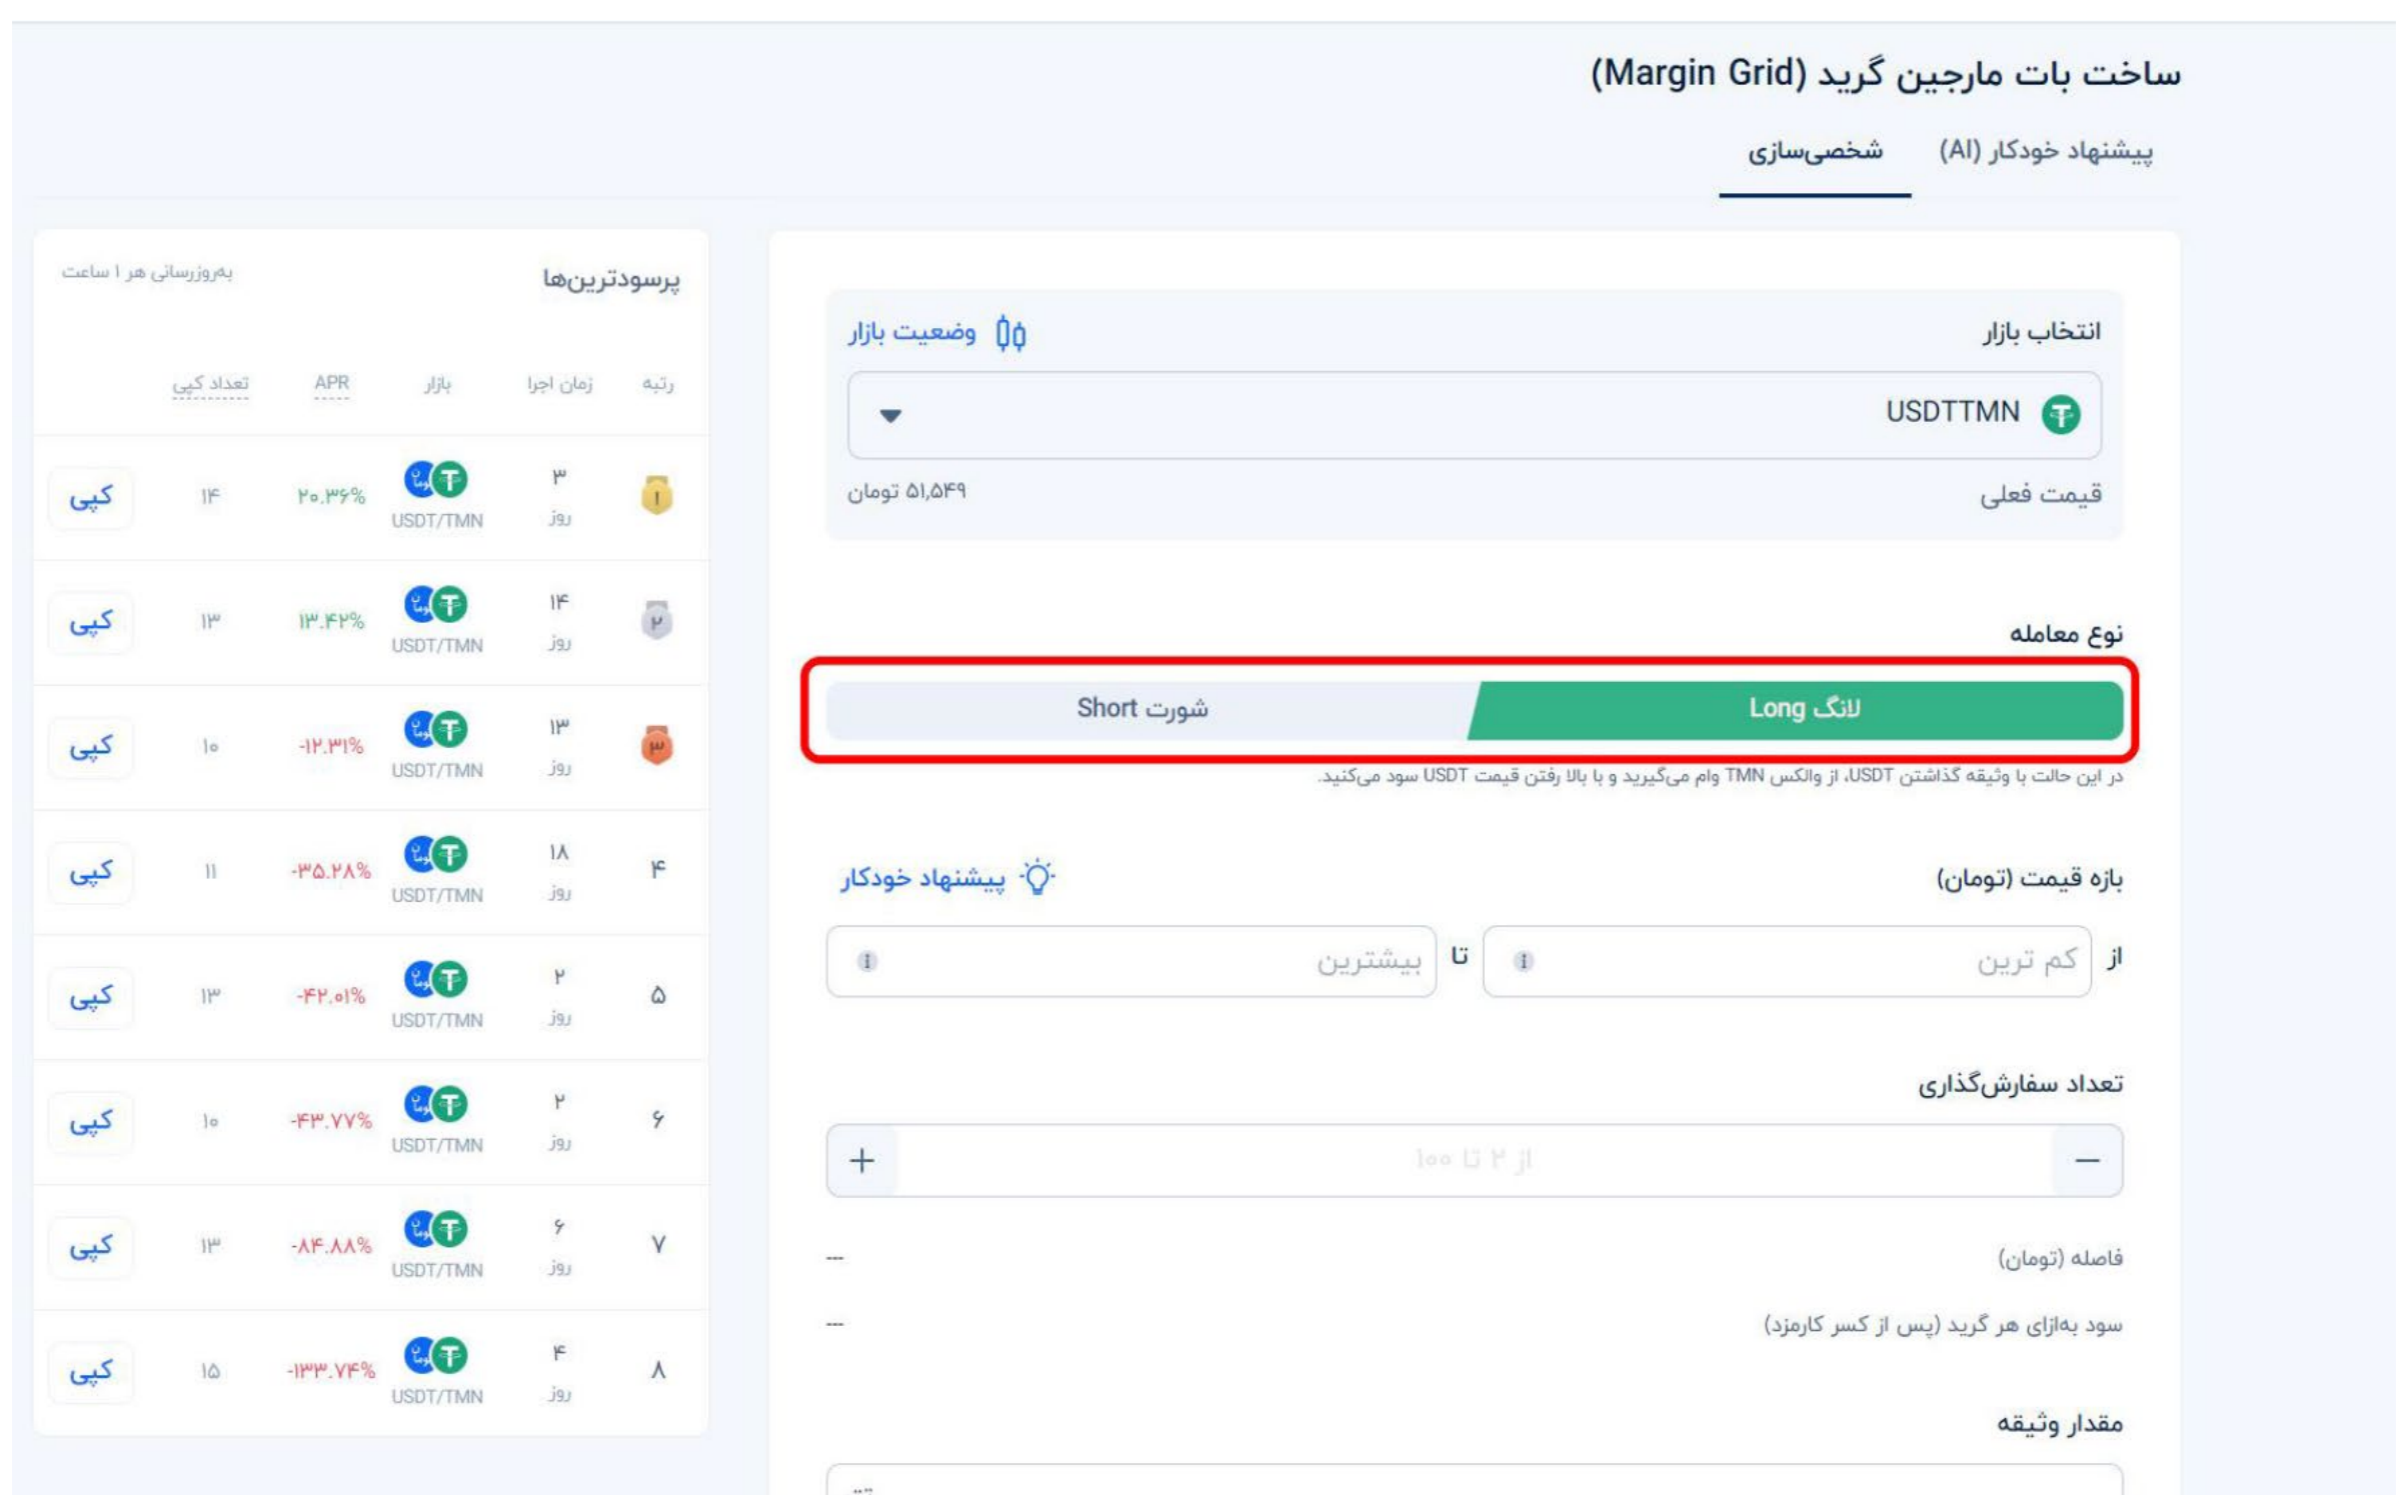 ساخت بات مارجین گرید (Margin Grid)
پیشنهاد خودکار (AI)
شخصی‌سازی
انتخاب بازار
وضعیت بازار
USDTTMN
قیمت فعلی
۵۱,۵۴۹ تومان
نوع معامله
لانگ Long
شورت Short
در این حالت با وثیقه گذاشتن USDT، از والکس TMN وام می‌گیرید و با بالا رفتن قیمت USDT سود می‌کنید.
بازه قیمت (تومان)
پیشنهاد خودکار
از کم ترین تا بیشترین
تعداد سفارش‌گذاری
− از ۲ تا ۱۰۰ +
فاصله (تومان) ---
سود به‌ازای هر گرید (پس از کسر کارمزد) ---
مقدار وثیقه
پرسودترین‌ها
به‌روزرسانی هر ۱ ساعت
رتبه زمان اجرا بازار APR تعداد کپی
۱ ۳ روز USDT/TMN ۲۰.۳۶% ۱۴ کپی
۲ ۱۴ روز USDT/TMN ۱۳.۴۲% ۱۳ کپی
۳ ۱۳ روز USDT/TMN -۱۲.۳۱% ۱۰ کپی
۴ ۱۸ روز USDT/TMN -۳۵.۲۸% ۱۱ کپی
۵ ۲ روز USDT/TMN -۴۲.۰۱% ۱۳ کپی
۶ ۲ روز USDT/TMN -۴۳.۷۷% ۱۰ کپی
۷ ۶ روز USDT/TMN -۸۴.۸۸% ۱۳ کپی
۸ ۴ روز USDT/TMN -۱۳۳.۷۴% ۱۵ کپی